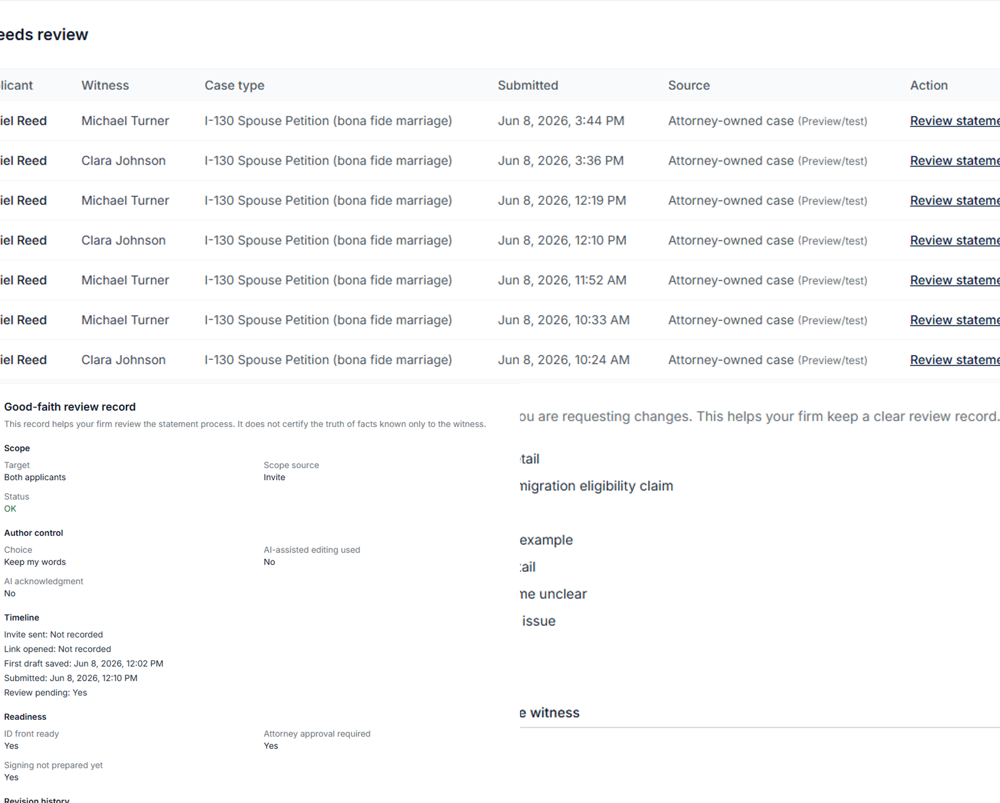 eeds review
licant Witness Case type Submitted Source Action
iel Reed Michael Turner I-130 Spouse Petition (bona fide marriage) Jun 8, 2026, 3:44 PM Attorney-owned case (Preview/test) Review stateme
iel Reed Clara Johnson I-130 Spouse Petition (bona fide marriage) Jun 8, 2026, 3:36 PM Attorney-owned case (Preview/test) Review stateme
iel Reed Michael Turner I-130 Spouse Petition (bona fide marriage) Jun 8, 2026, 12:19 PM Attorney-owned case (Preview/test) Review stateme
iel Reed Clara Johnson I-130 Spouse Petition (bona fide marriage) Jun 8, 2026, 12:10 PM Attorney-owned case (Preview/test) Review stateme
iel Reed Michael Turner I-130 Spouse Petition (bona fide marriage) Jun 8, 2026, 11:52 AM Attorney-owned case (Preview/test) Review stateme
iel Reed Michael Turner I-130 Spouse Petition (bona fide marriage) Jun 8, 2026, 10:33 AM Attorney-owned case (Preview/test) Review stateme
iel Reed Clara Johnson I-130 Spouse Petition (bona fide marriage) Jun 8, 2026, 10:24 AM Attorney-owned case (Preview/test) Review stateme
Good-faith review record
This record helps your firm review the statement process. It does not certify the truth of facts known only to the witness.
Scope
Target Scope source
Both applicants Invite
Status
OK
Author control
Choice AI-assisted editing used
Keep my words No
AI acknowledgment
No
Timeline
Invite sent: Not recorded
Link opened: Not recorded
First draft saved: Jun 8, 2026, 12:02 PM
Submitted: Jun 8, 2026, 12:10 PM
Review pending: Yes
Readiness
ID front ready Attorney approval required
Yes Yes
Signing not prepared yet
Yes
Revision history
ou are requesting changes. This helps your firm keep a clear review record.
tail
migration eligibility claim
example
tail
me unclear
issue
e witness